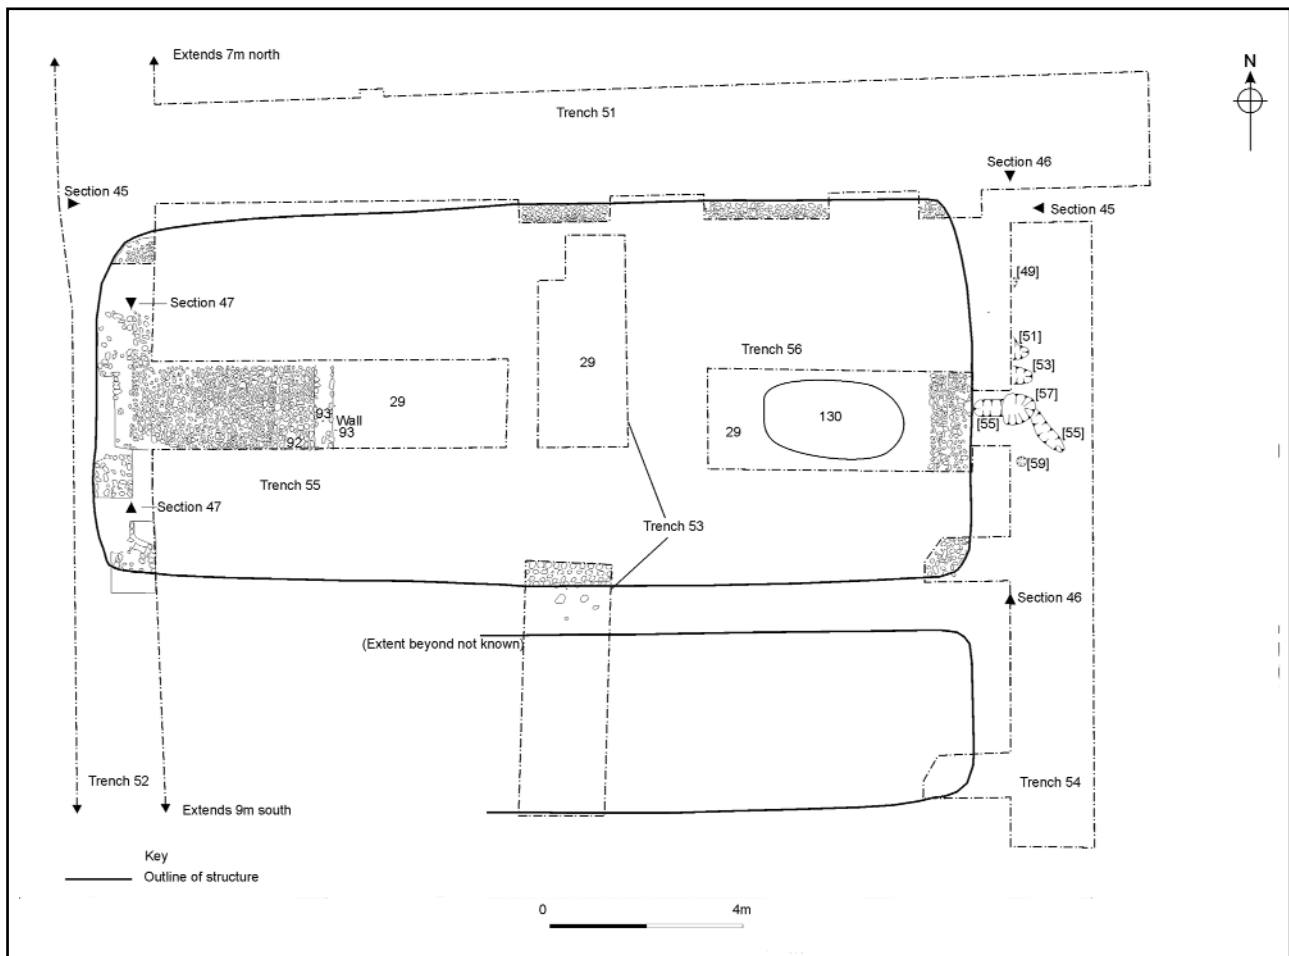 Extends 7m north
N
Trench 51
Section 46
Section 45
Section 45
[49]
Section 47
[51]
Trench 56
[53]
29
[57]
29
93
Wall
93
130
[55]
92
29
[55]
[59]
Trench 55
Section 47
Trench 53
Section 46
(Extent beyond not known)
Trench 52
Trench 54
Extends 9m south
Key
Outline of structure
0 4m